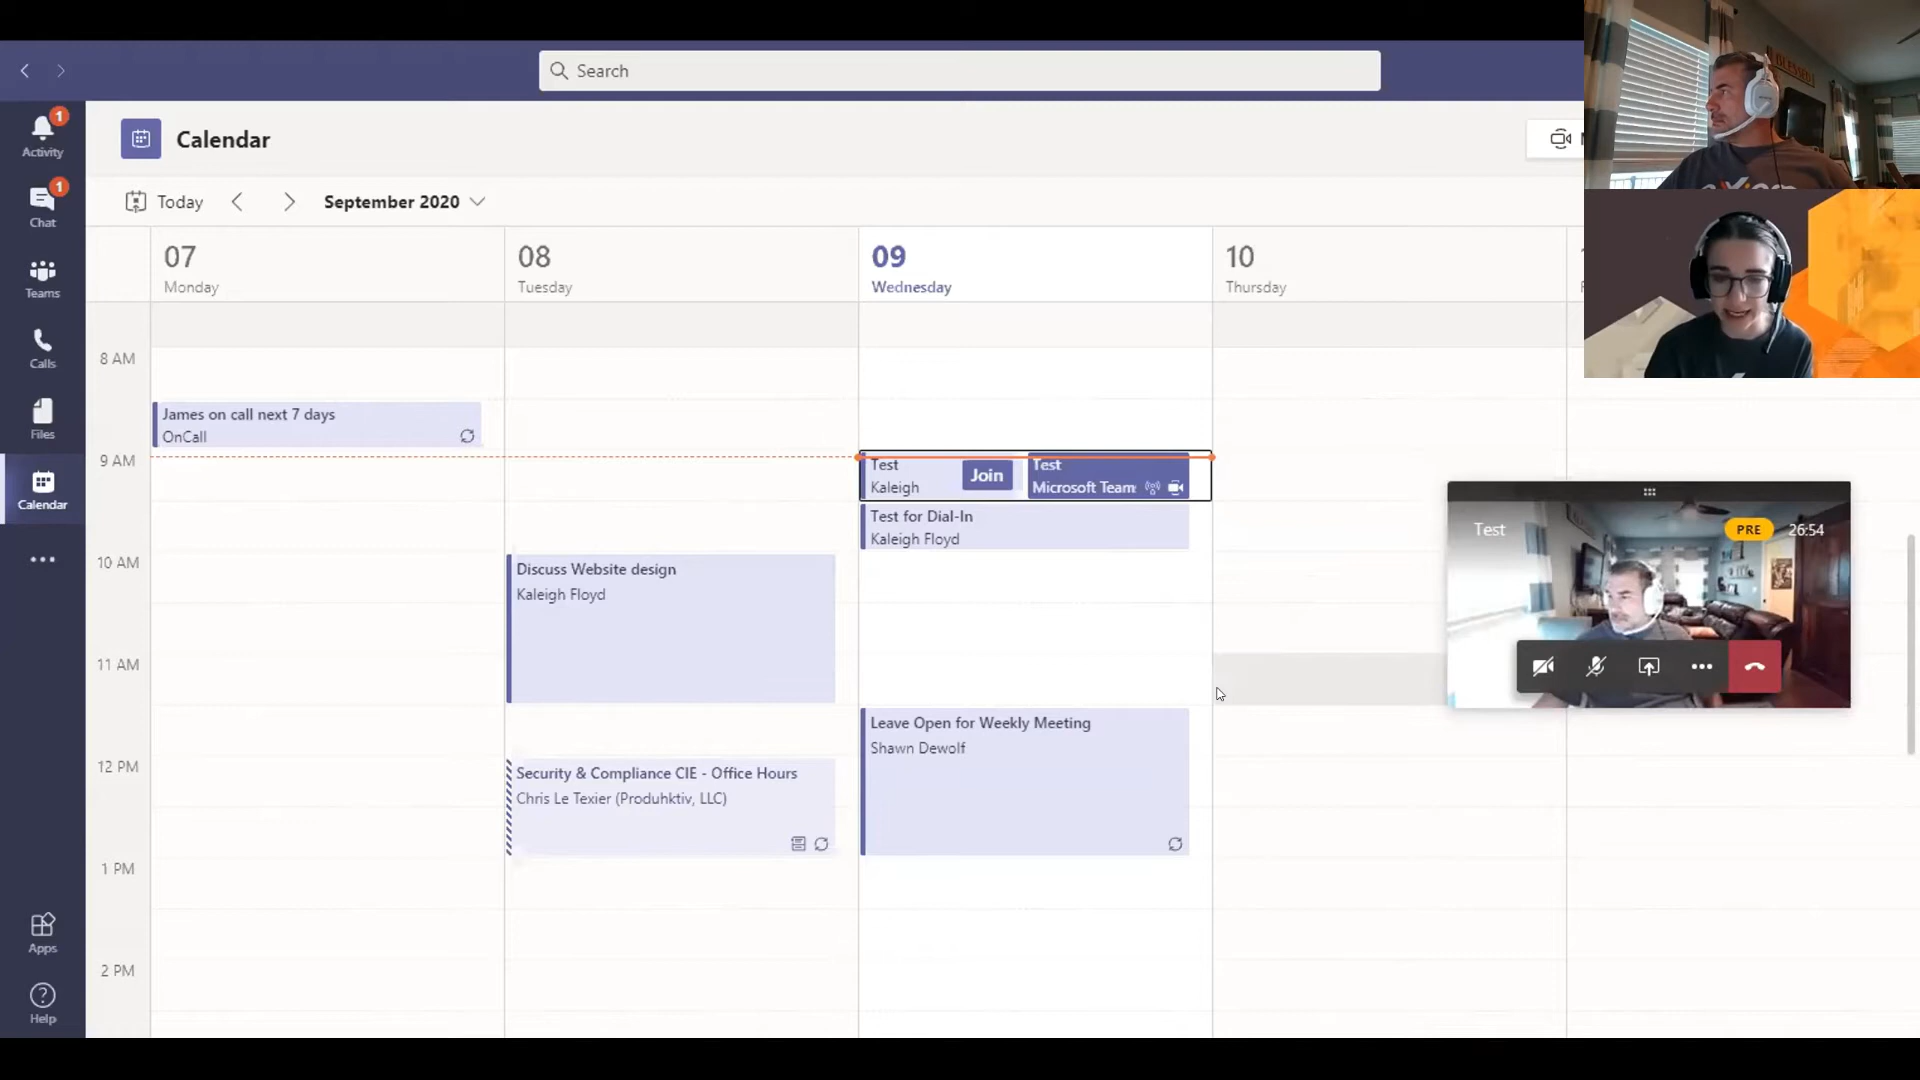 Search
1
Activity
1
Chat
Teams
Calls
Files
Calendar
Apps
Help
Calendar
Today
September 2020
07
Monday
08
Tuesday
09
Wednesday
10
Thursday
8 AM
9 AM
10 AM
11 AM
12 PM
1 PM
2 PM
James on call next 7 days
OnCall
Discuss Website design
Kaleigh Floyd
Security & Compliance CIE - Office Hours
Chris Le Texier (Produhktiv, LLC)
Test
Kaleigh
Join
Test
Microsoft Team
Test for Dial-In
Kaleigh Floyd
Leave Open for Weekly Meeting
Shawn Dewolf
BLESSED
Test
PRE
26:54